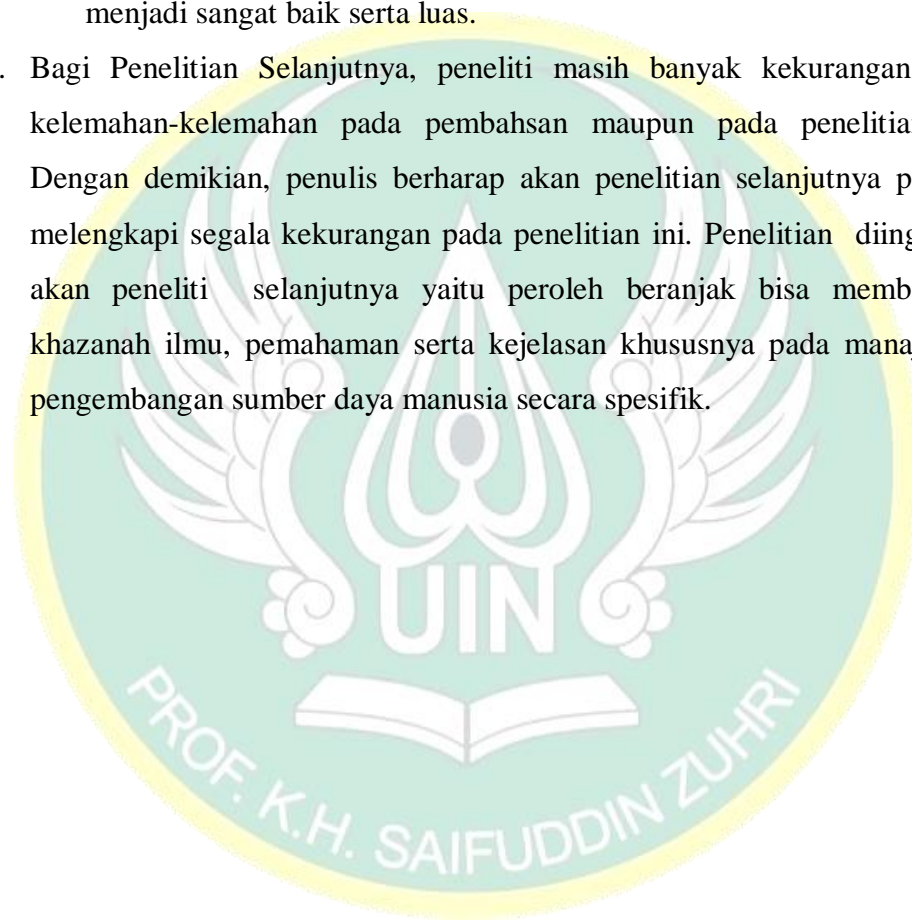 menjadi sangat baik serta luas.
. Bagi Penelitian Selanjutnya, peneliti masih banyak kekurangan
kelemahan-kelemahan pada pembahsan maupun pada
Dengan demikian, penulis berharap akan penelitian selanjutnya
melengkapi segala kekurangan pada penelitian ini. Penelitian
akan peneliti selanjutnya yaitu peroleh beranjak bisa
khazanah ilmu, pemahaman serta kejelasan khususnya pada
pengembangan sumber daya manusia secara spesifik.
UIN
PROF. K.H. SAIFUDDIN ZUHRI